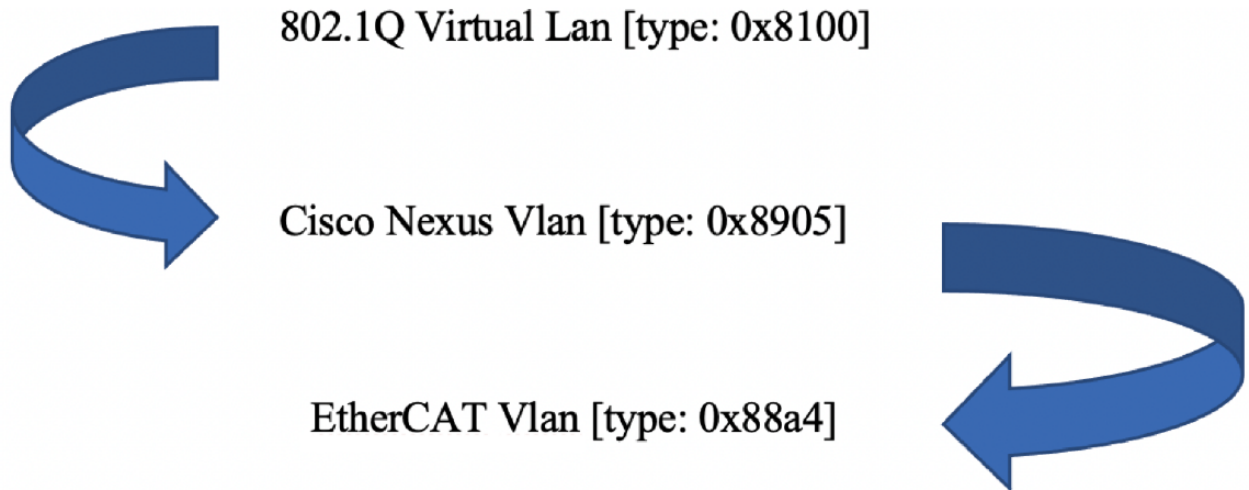 802.1Q Virtual Lan [type: 0x8100]
Cisco Nexus Vlan [type: 0x8905]
EtherCAT Vlan [type: 0x88a4]